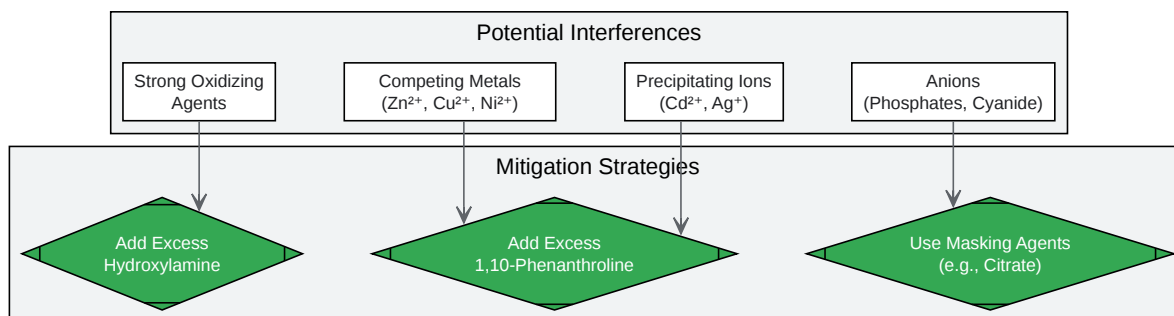 Potential Interferences
Strong Oxidizing
Agents
Competing Metals
(Zn²⁺, Cu²⁺, Ni²⁺)
Precipitating Ions
(Cd²⁺, Ag⁺)
Anions
(Phosphates, Cyanide)
Mitigation Strategies
Add Excess
Hydroxylamine
Add Excess
1,10-Phenanthroline
Use Masking Agents
(e.g., Citrate)